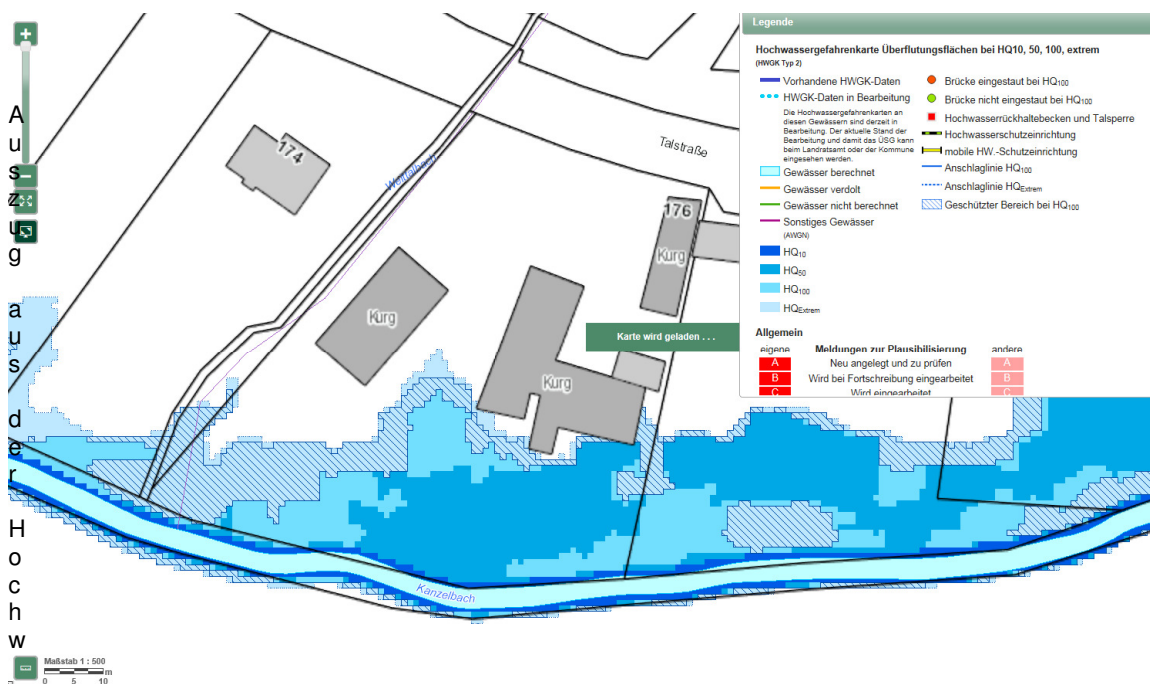 Auszug aus der Hochw
174
Weittelbach
Talstraße
176
Kurg
Kurg
Kurg
Karte wird geladen . . .
Kanzelbach
Maßstab 1 : 500
0 5 10 m
Legende
Hochwassergefahrenkarte Überflutungsflächen bei HQ10, 50, 100, extrem
(HWGK Typ 2)
Vorhandene HWGK-Daten
HWGK-Daten in Bearbeitung
Die Hochwassergefahrenkarten an
diesen Gewässern sind derzeit in
Bearbeitung. Der aktuelle Stand der
Bearbeitung und damit das ÜSG kann
beim Landratsamt oder der Kommune
eingesehen werden.
Gewässer berechnet
Gewässer verdolt
Gewässer nicht berechnet
Sonstiges Gewässer
(AWGN)
HQ10
HQ50
HQ100
HQExtrem
Brücke eingestaut bei HQ100
Brücke nicht eingestaut bei HQ100
Hochwasserrückhaltebecken und Talsperre
Hochwasserschutzeinrichtung
mobile HW.-Schutzeinrichtung
Anschlaglinie HQ100
Anschlaglinie HQExtrem
Geschützter Bereich bei HQ100
Allgemein
eigene Meldungen zur Plausibilisierung andere
A Neu angelegt und zu prüfen A
B Wird bei Fortschreibung eingearbeitet B
C Wird eingearbeitet C